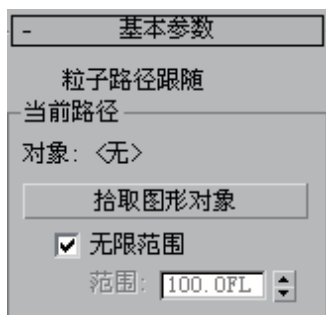 - 基本参数
粒子路径跟随
当前路径
对象: <无>
拾取图形对象
无限范围
范围: 100.0FL